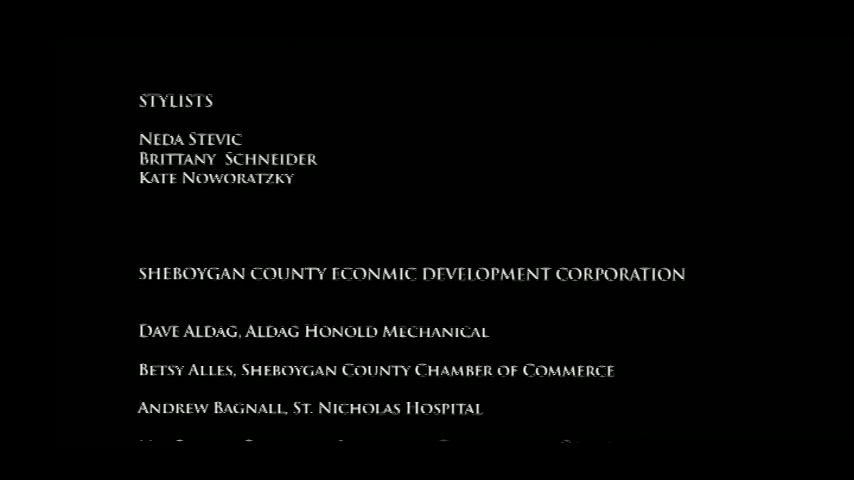 STYLISTS
NEDA STEVIC
BRITTANY SCHNEIDER
KATE NOWORATZKY
SHEBOYGAN COUNTY ECONMIC DEVELOPMENT CORPORATION
DAVE ALDAG, ALDAG HONOLD MECHANICAL
BETSY ALLES, SHEBOYGAN COUNTY CHAMBER OF COMMERCE
ANDREW BAGNALL, ST. NICHOLAS HOSPITAL